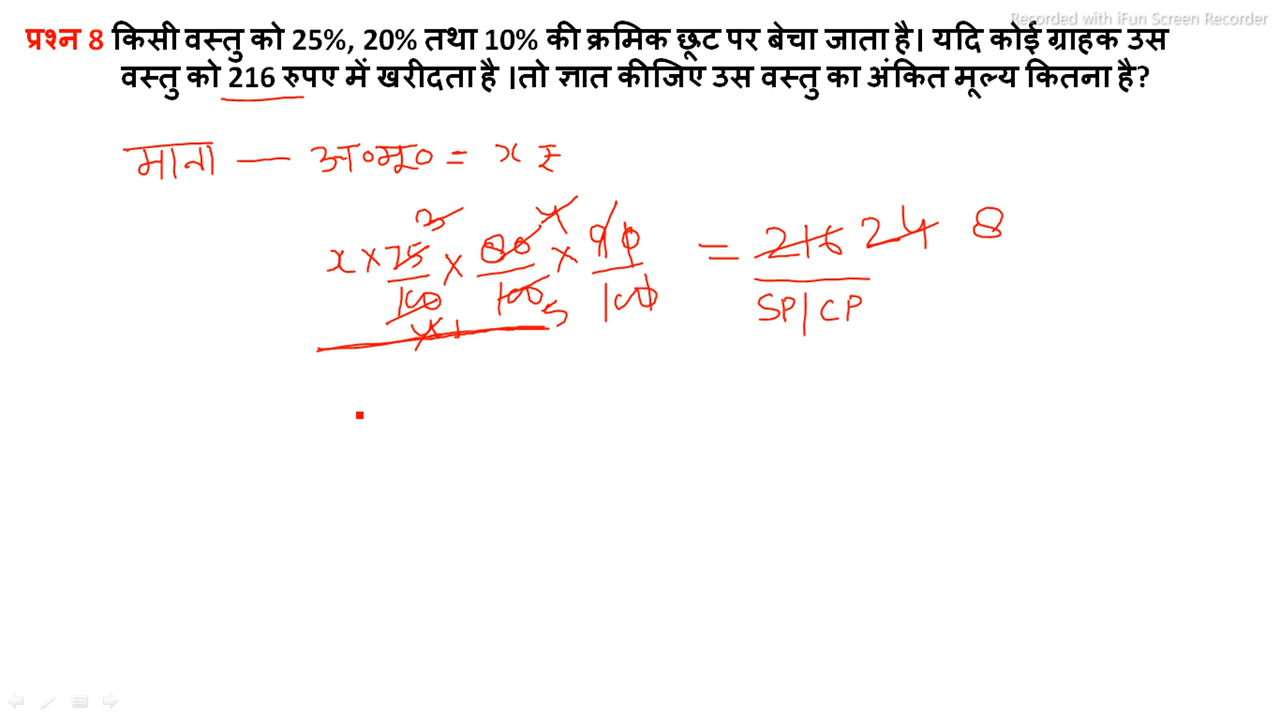 Recorded with iFun Screen Recorder
प्रश्न 8 किसी वस्तु को 25%, 20% तथा 10% की क्रमिक छूट पर बेचा जाता है। यदि कोई ग्राहक उस
वस्तु को 216 रुपए में खरीदता है ।तो ज्ञात कीजिए उस वस्तु का अंकित मूल्य कितना है?
माना — अ०मू० = x ₹
3 4
x × 75 × 80 × 90 = 216 24 8
100 100 5 100 SP|CP
4 1